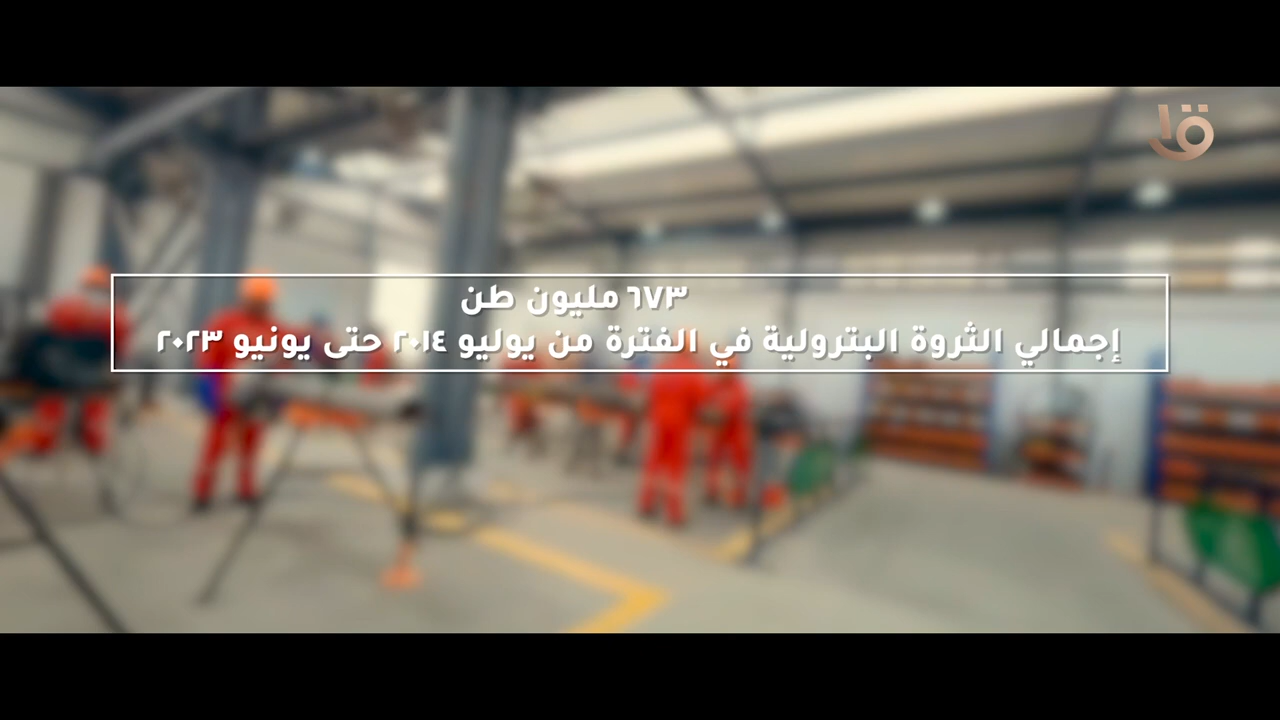 ٦٧٣ مليون طن
إجمالي الثروة البترولية في الفترة من يوليو ٢٠١٤ حتى يونيو ٢٠٢٣